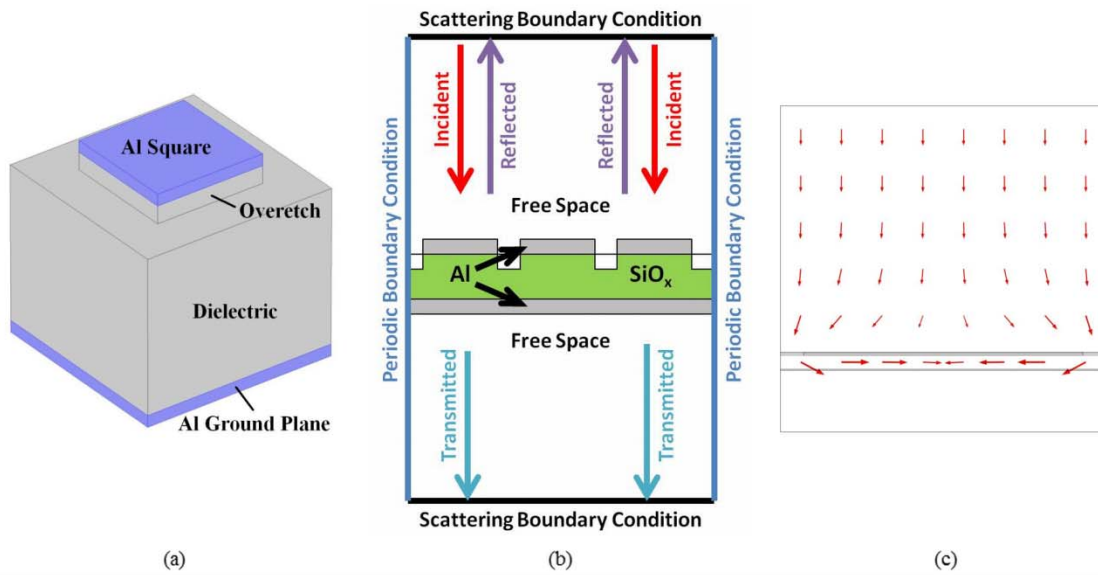 Al Square
Overetch
Dielectric
Al Ground Plane
(a)
Scattering Boundary Condition
Periodic Boundary Condition
Incident
Reflected
Reflected
Incident
Periodic Boundary Condition
Free Space
Al
SiOₓ
Free Space
Transmitted
Transmitted
Scattering Boundary Condition
(b)
(c)